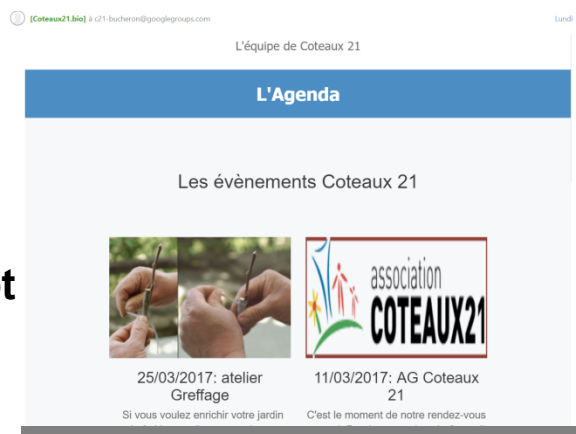 [Coteaux21.bio] à c21-bucheron@googlegroups.com
Lundi
L'équipe de Coteaux 21
L'Agenda
Les évènements Coteaux 21
association
COTEAUX21
25/03/2017: atelier
Greffage
Si vous voulez enrichir votre jardin
11/03/2017: AG Coteaux
21
C'est le moment de notre rendez-vous